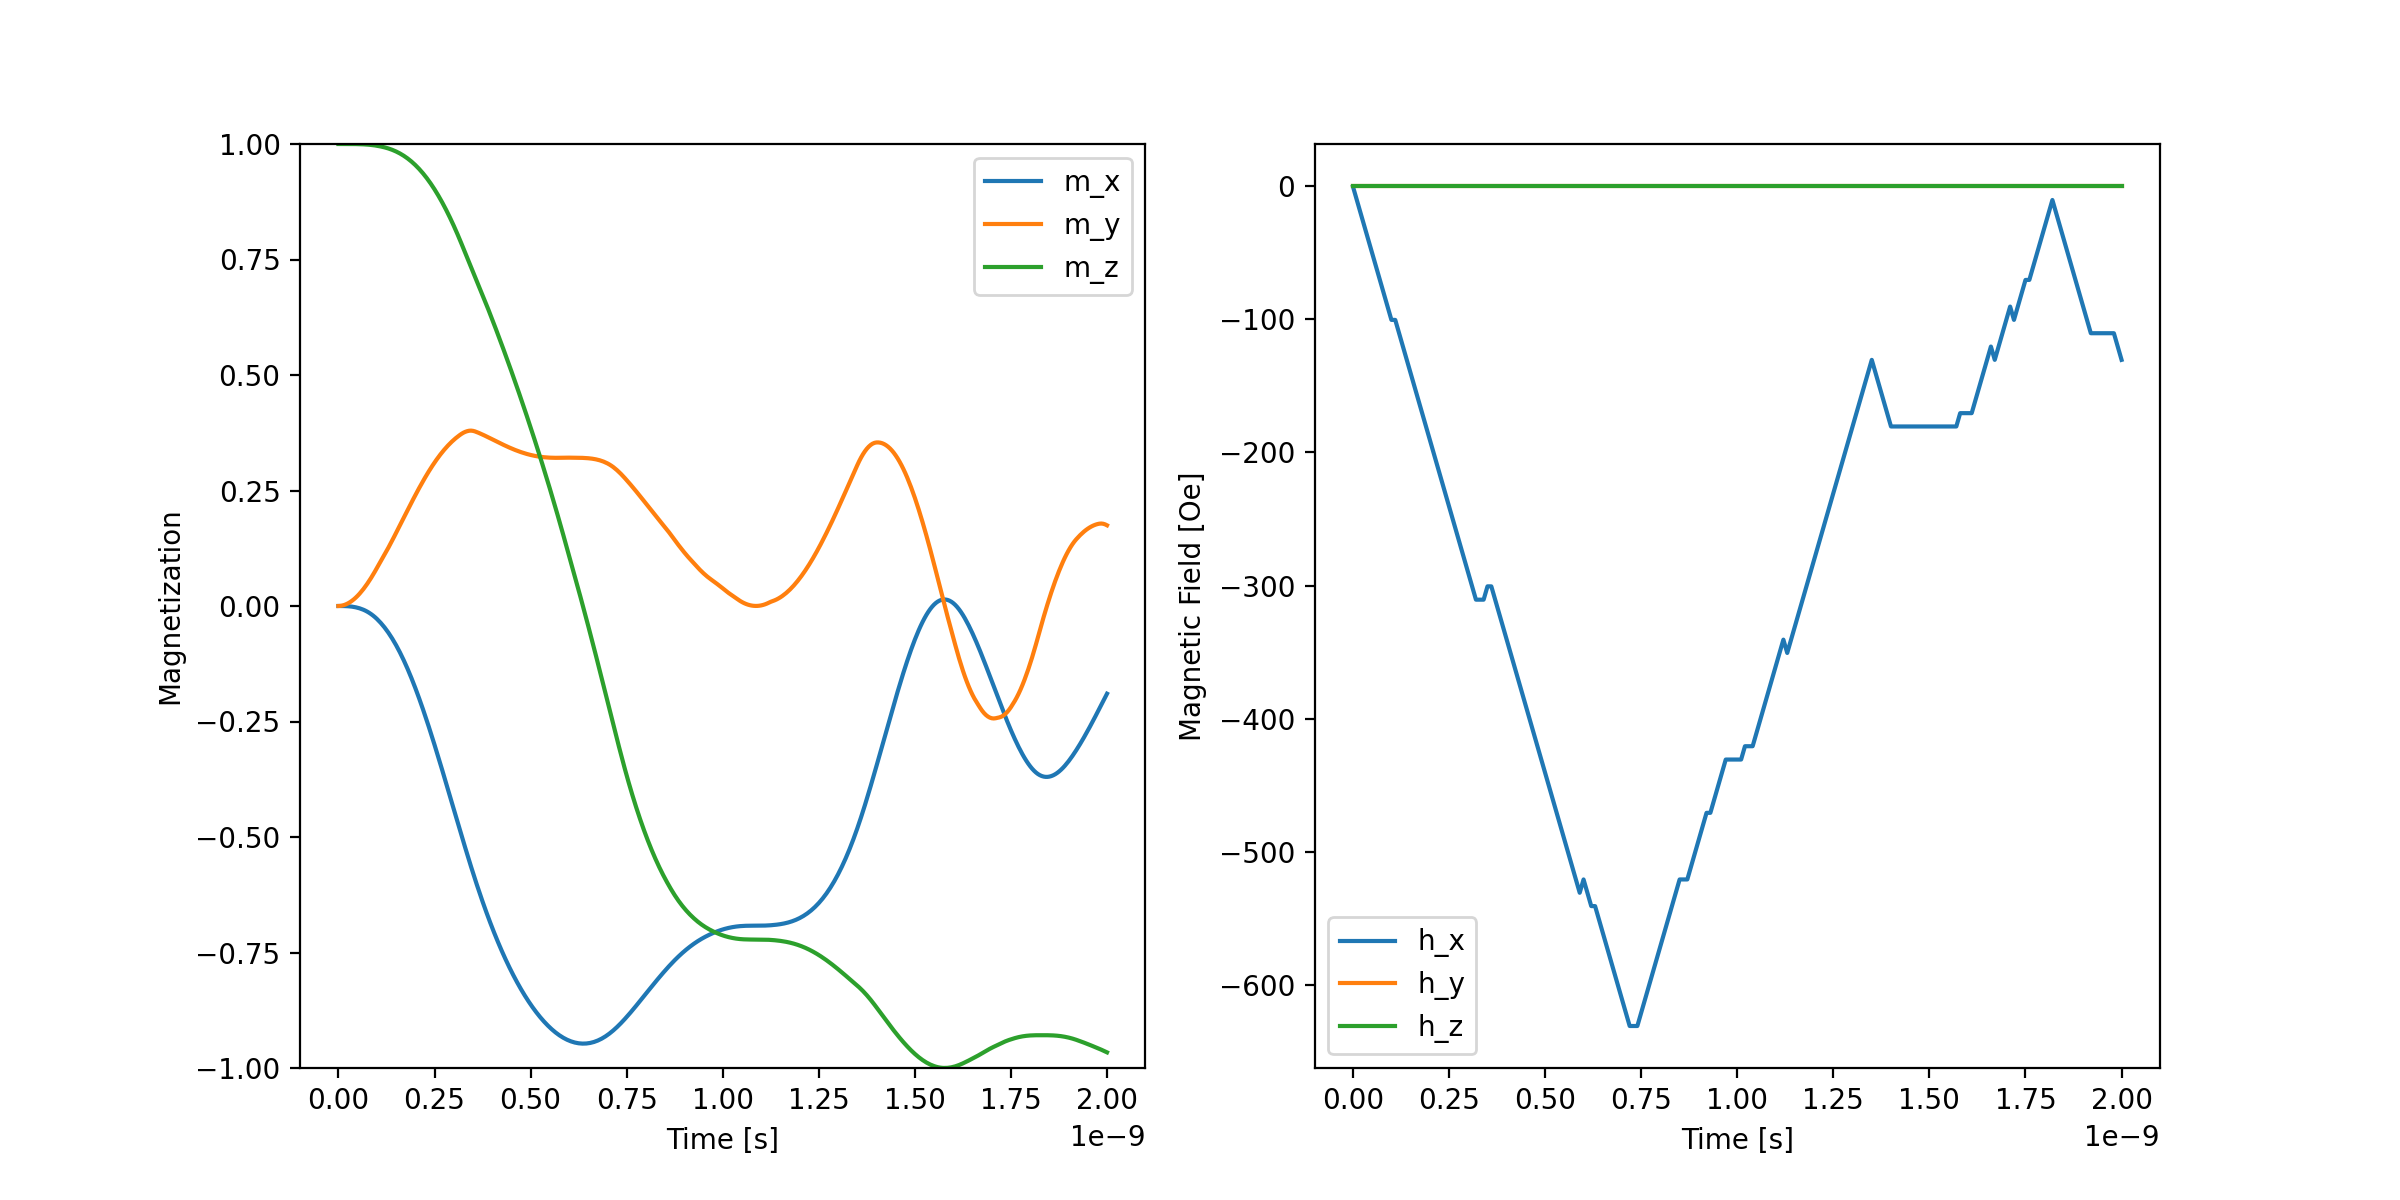 Magnetization
1.00
0.75
0.50
0.25
0.00
−0.25
−0.50
−0.75
−1.00
m_x
m_y
m_z
0.00 0.25 0.50 0.75 1.00 1.25 1.50 1.75 2.00
Time [s]
1e−9
Magnetic Field [Oe]
0
−100
−200
−300
−400
−500
−600
h_x
h_y
h_z
0.00 0.25 0.50 0.75 1.00 1.25 1.50 1.75 2.00
Time [s]
1e−9